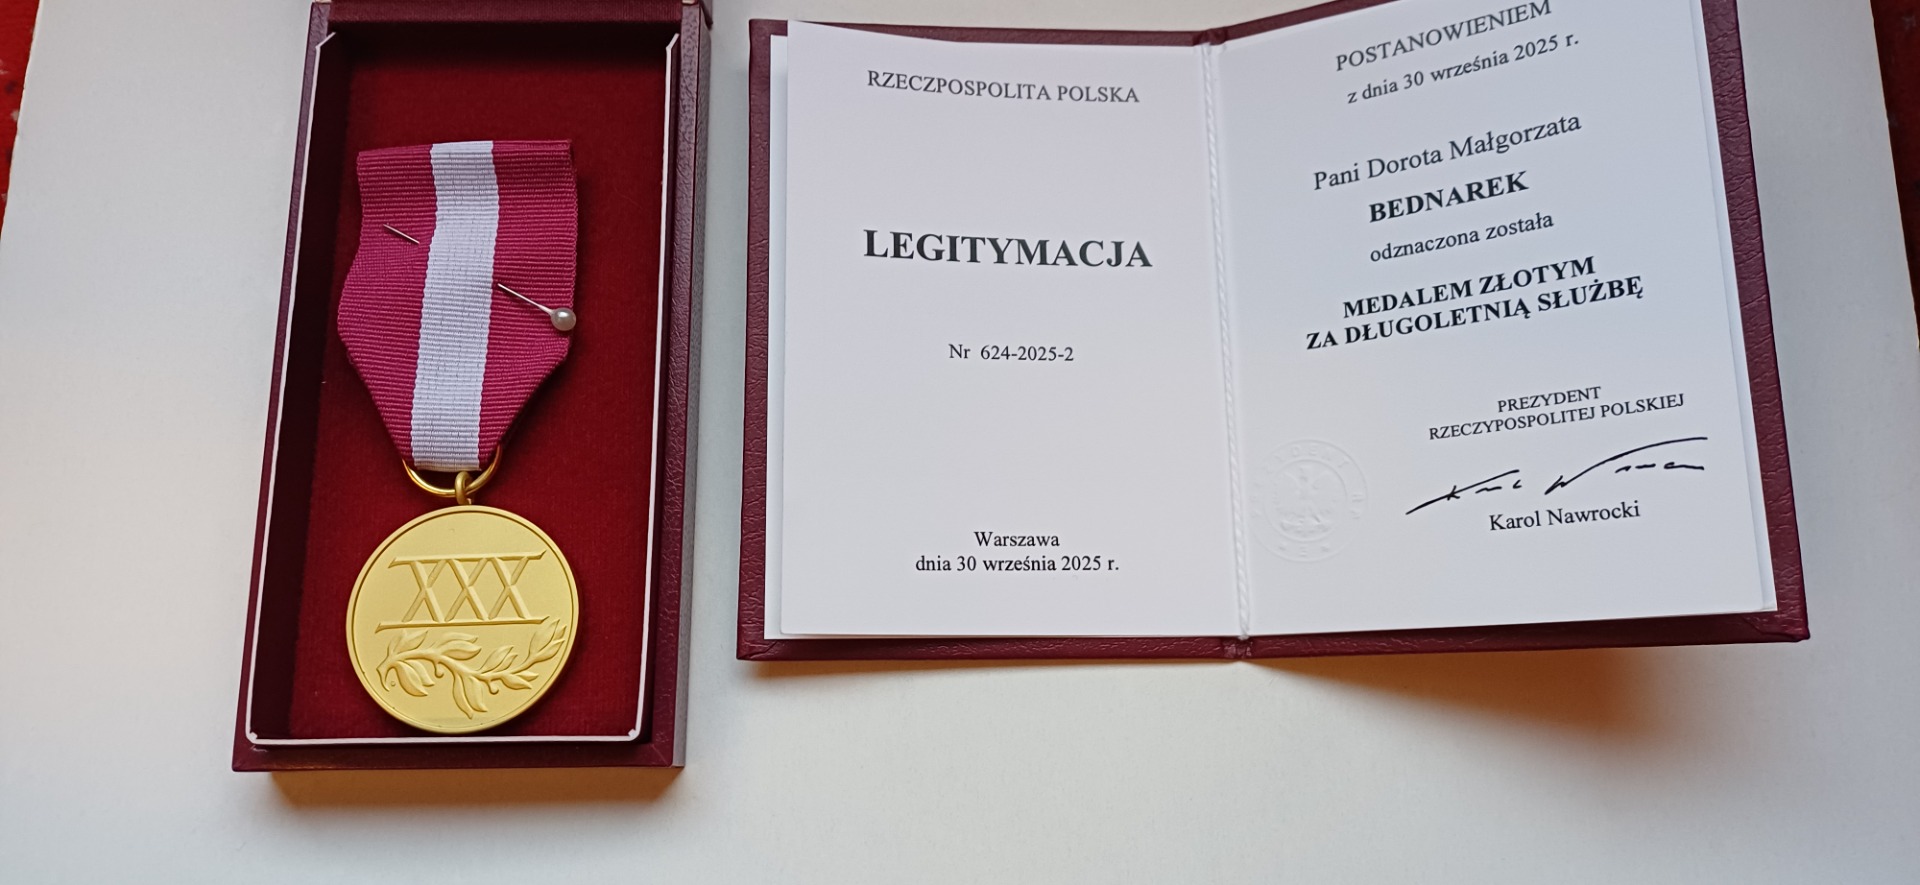 XXX
RZECZPOSPOLITA POLSKA
LEGITYMACJA
Nr 624-2025-2
Warszawa
dnia 30 września 2025 r.
POSTANOWIENIEM
z dnia 30 września 2025 r.
Pani Dorota Małgorzata
BEDNAREK
odznaczona została
MEDALEM ZŁOTYM
ZA DŁUGOLETNIĄ SŁUŻBĘ
PREZYDENT
RZECZYPOSPOLITEJ POLSKIEJ
Karol Nawrocki